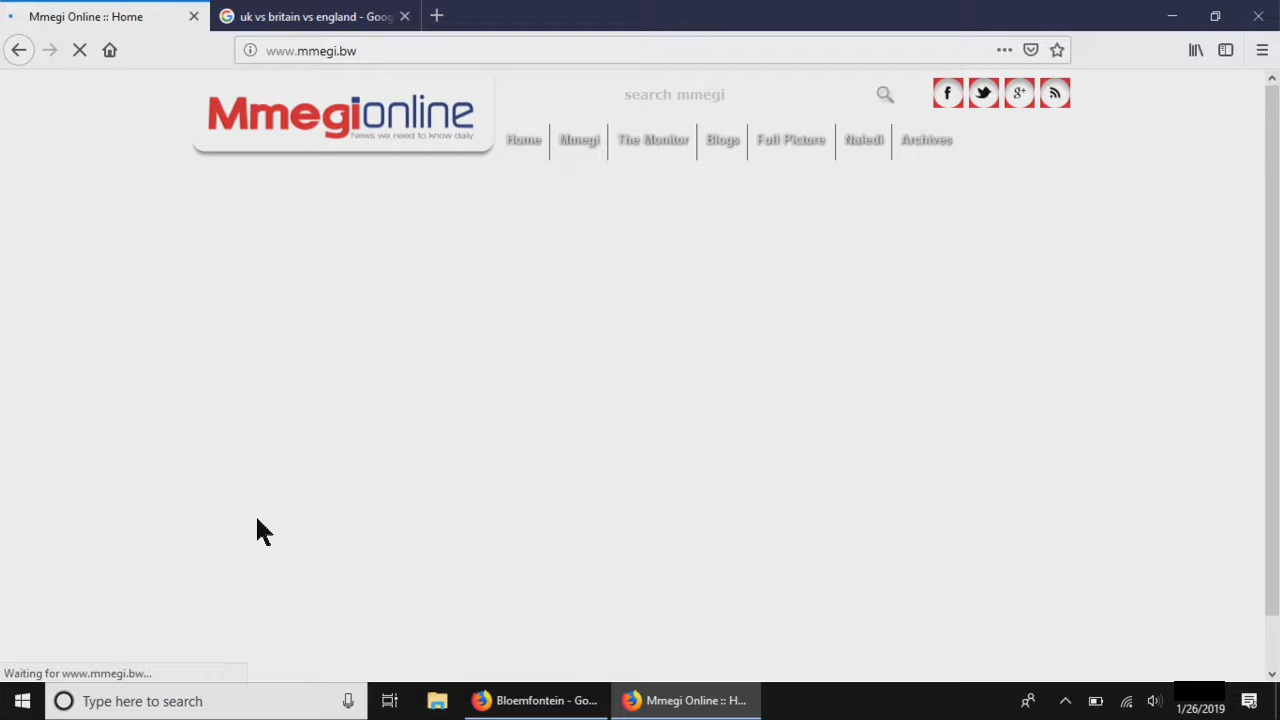 Mmegi Online :: Home
uk vs britain vs england - Goog
www.mmegi.bw
Mmegionline
News we need to know daily
search mmegi
Home
Mmegi
The Monitor
Blogs
Full Picture
Naledi
Archives
Waiting for www.mmegi.bw...
Type here to search
Bloemfontein - Go...
Mmegi Online :: H...
1/26/2019